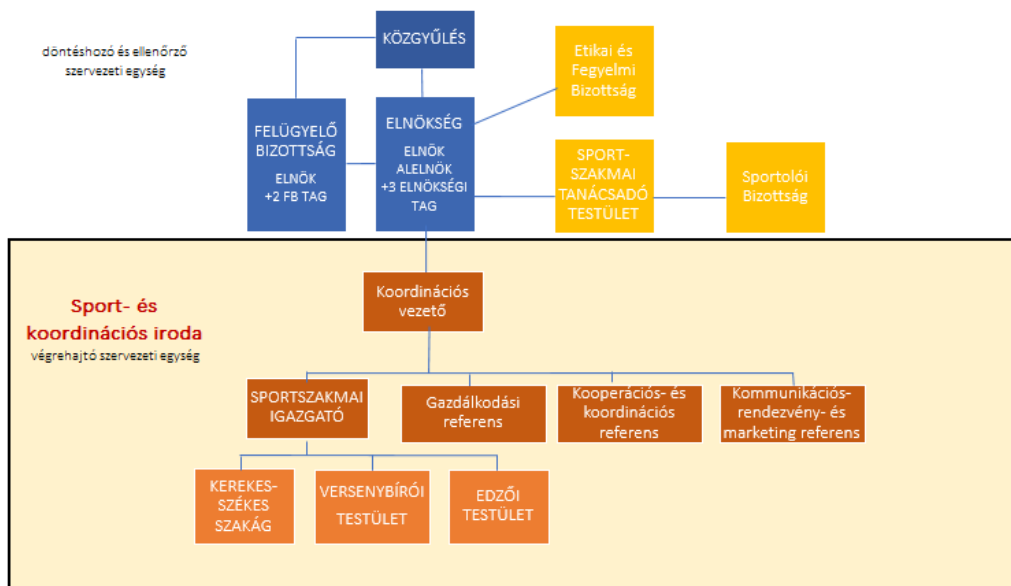 döntéshozó és ellenőrző
szervezeti egység
KÖZGYŰLÉS
Etikai és
Fegyelmi
Bizottság
FELÜGYELŐ
BIZOTTSÁG
ELNÖK
+2 FB TAG
ELNÖKSÉG
ELNÖK
ALELNÖK
+3 ELNÖKSÉGI
TAG
SPORT-
SZAKMAI
TANÁCSADÓ
TESTÜLET
Sportolói
Bizottság
Sport- és
koordinációs iroda
végrehajtó szervezeti egység
Koordinációs
vezető
SPORTSZAKMAI
IGAZGATÓ
Gazdálkodási
referens
Kooperációs- és
koordinációs
referens
Kommunikációs-
rendezvény- és
marketing referens
KEREKES-
SZÉKES
SZAKÁG
VERSENYBÍRÓI
TESTÜLET
EDZŐI
TESTÜLET